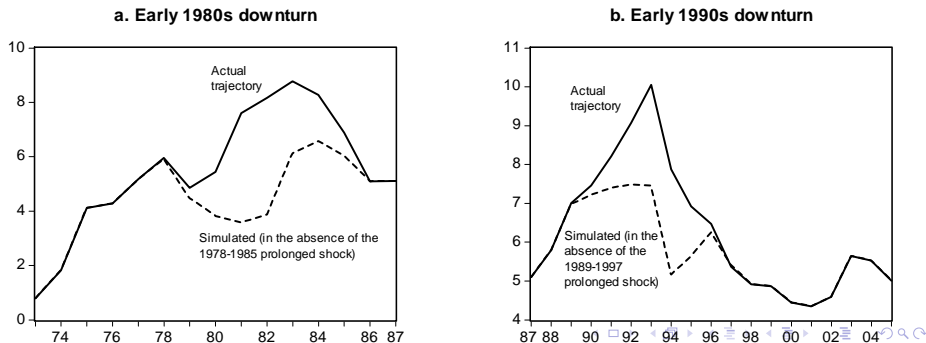 a. Early 1980s downturn
10
8
6
4
2
0
Actual
trajectory
Simulated (in the absence of the
1978-1985 prolonged shock)
74 76 78 80 82 84 86 87
b. Early 1990s downturn
11
10
9
8
7
6
5
4
Actual
trajectory
Simulated (in the
absence of the
1989-1997
prolonged shock)
87 88 90 92 94 96 98 00 02 04